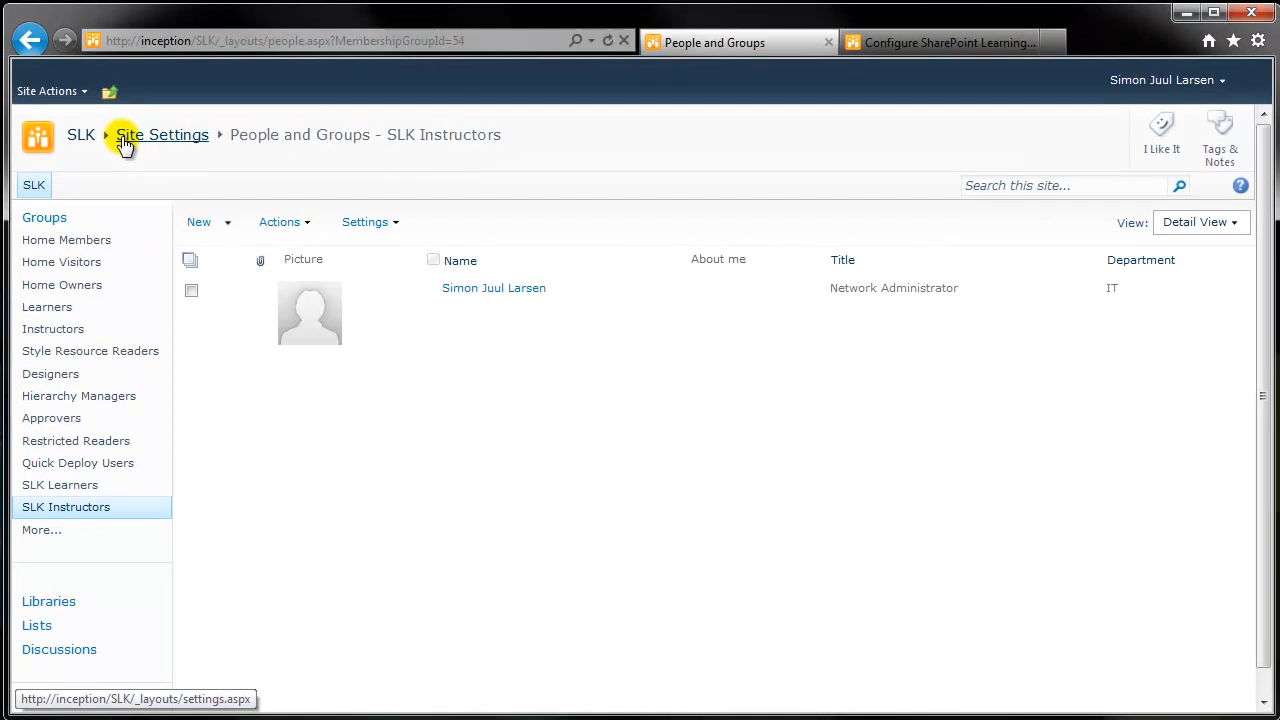 http://inception/SLK/_layouts/people.aspx?MembershipGroupId=54
People and Groups
Configure SharePoint Learning...
Site Actions
Simon Juul Larsen
SLK Site Settings People and Groups - SLK Instructors
I Like It
Tags & Notes
SLK
Search this site...
Groups
Home Members
Home Visitors
Home Owners
Learners
Instructors
Style Resource Readers
Designers
Hierarchy Managers
Approvers
Restricted Readers
Quick Deploy Users
SLK Learners
SLK Instructors
More...
Libraries
Lists
Discussions
New Actions Settings
View: Detail View
Picture Name About me Title Department
Simon Juul Larsen Network Administrator IT
http://inception/SLK/_layouts/settings.aspx